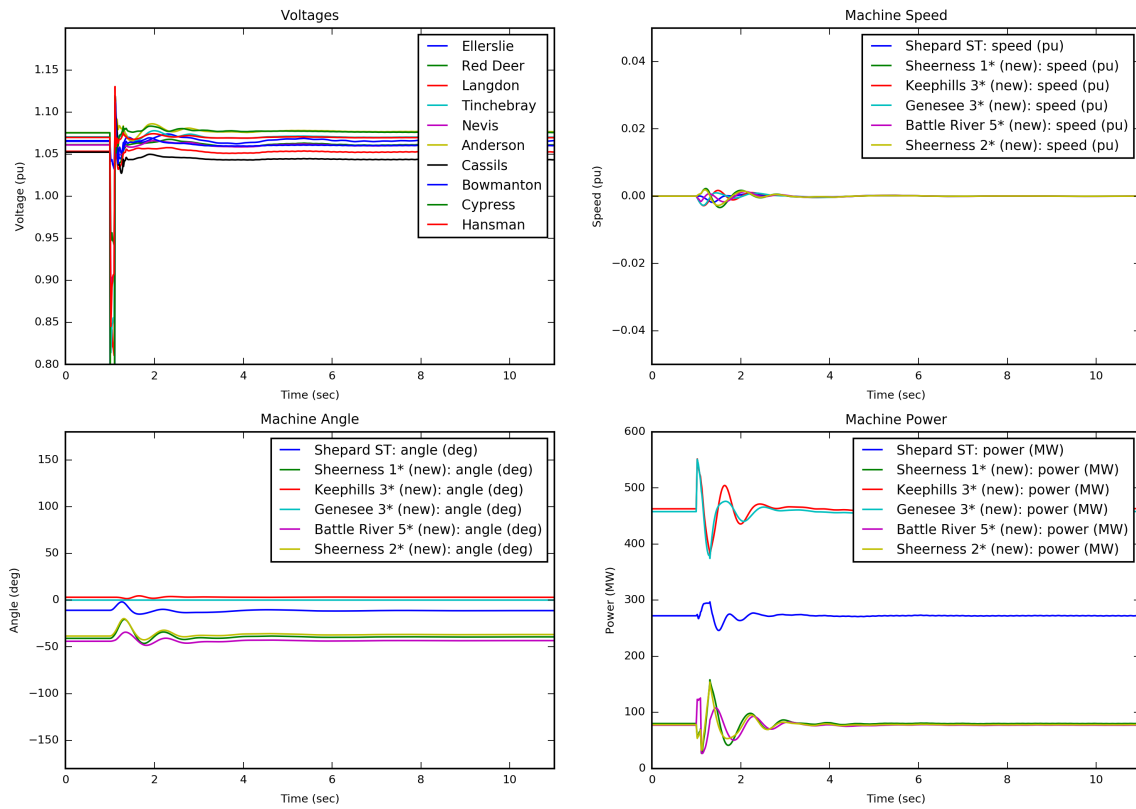 Voltages
1.15
1.10
1.05
1.00
0.95
0.90
0.85
0.80
Voltage (pu)
Ellerslie
Red Deer
Langdon
Tinchebray
Nevis
Anderson
Cassils
Bowmanton
Cypress
Hansman
0 2 4 6 8 10
Time (sec)
Machine Speed
0.04
0.02
0.00
−0.02
−0.04
Speed (pu)
Shepard ST: speed (pu)
Sheerness 1* (new): speed (pu)
Keephills 3* (new): speed (pu)
Genesee 3* (new): speed (pu)
Battle River 5* (new): speed (pu)
Sheerness 2* (new): speed (pu)
0 2 4 6 8 10
Time (sec)
Machine Angle
150
100
50
0
−50
−100
−150
Angle (deg)
Shepard ST: angle (deg)
Sheerness 1* (new): angle (deg)
Keephills 3* (new): angle (deg)
Genesee 3* (new): angle (deg)
Battle River 5* (new): angle (deg)
Sheerness 2* (new): angle (deg)
0 2 4 6 8 10
Time (sec)
Machine Power
600
500
400
300
200
100
0
Power (MW)
Shepard ST: power (MW)
Sheerness 1* (new): power (MW)
Keephills 3* (new): power (MW)
Genesee 3* (new): power (MW)
Battle River 5* (new): power (MW)
Sheerness 2* (new): power (MW)
0 2 4 6 8 10
Time (sec)